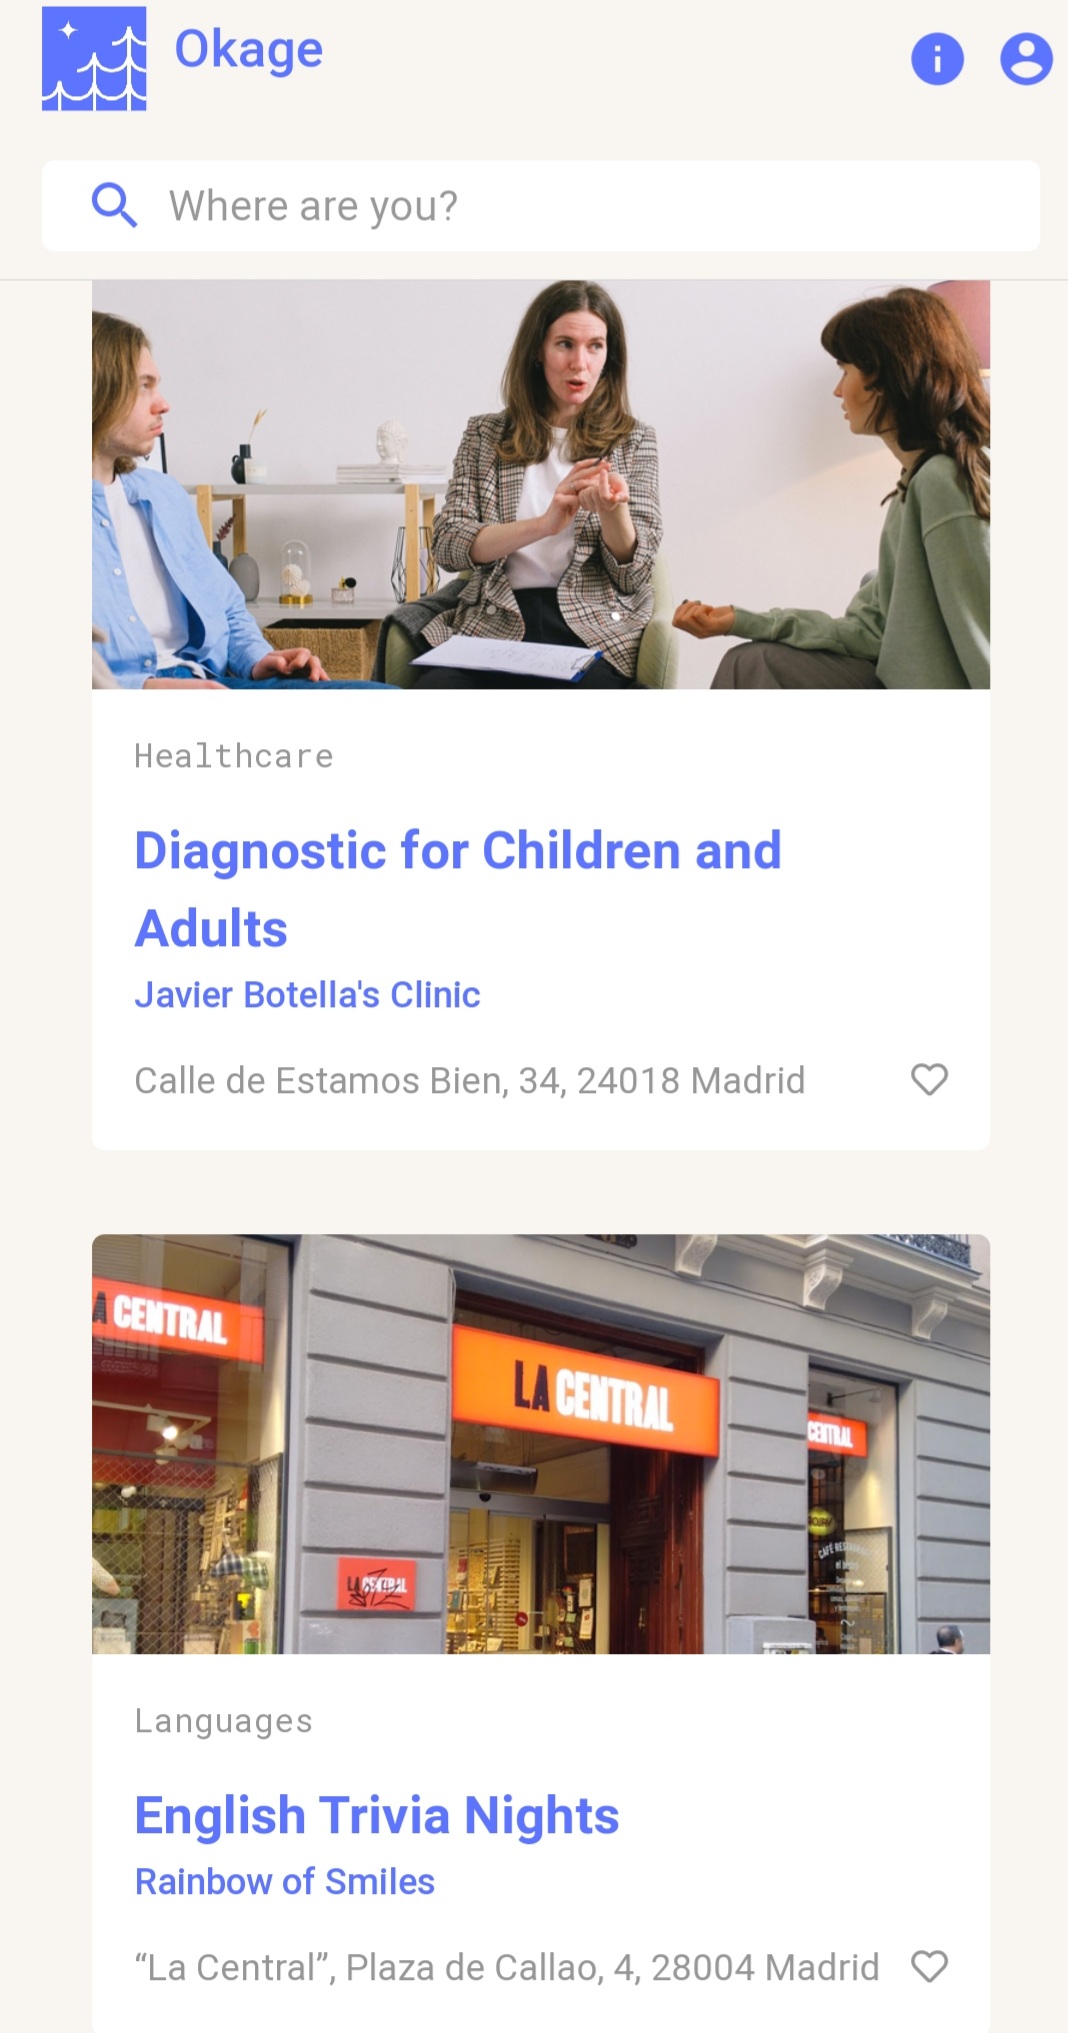 Okage
Where are you?
Healthcare
Diagnostic for Children and
Adults
Javier Botella's Clinic
Calle de Estamos Bien, 34, 24018 Madrid
A CENTRAL
LA CENTRAL
CENTRAL
LA CENTRAL
CAFÉ
Languages
English Trivia Nights
Rainbow of Smiles
“La Central”, Plaza de Callao, 4, 28004 Madrid